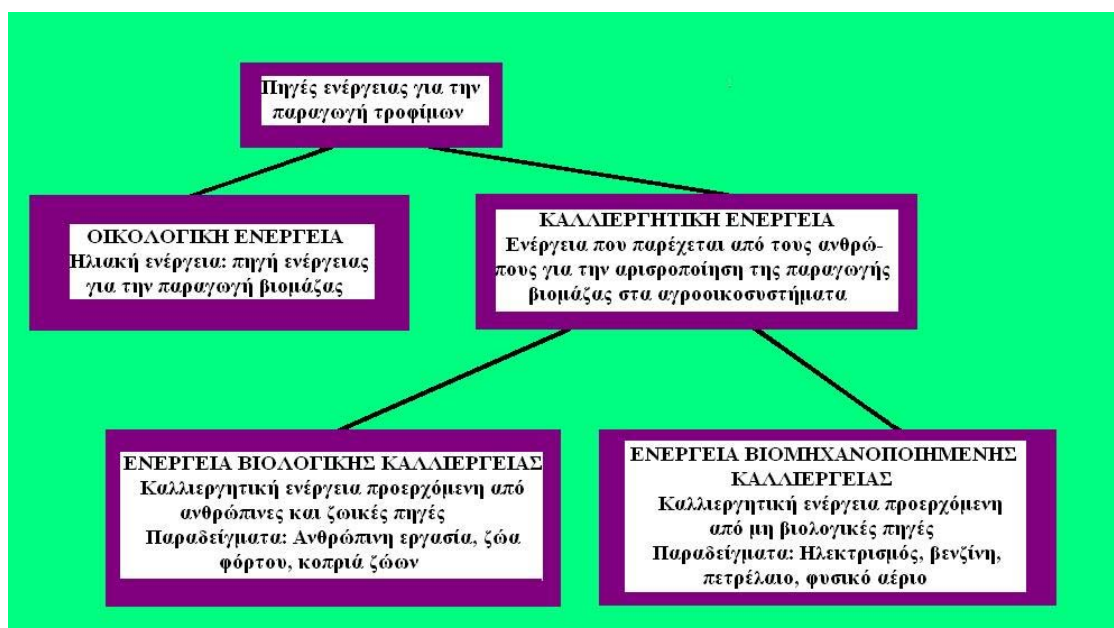 Πηγές ενέργειας για την
παραγωγή τροφίμων
ΟΙΚΟΛΟΓΙΚΗ ΕΝΕΡΓΕΙΑ
Ηλιακή ενέργεια: πηγή ενέργειας
για την παραγωγή βιομάζας
ΚΑΛΛΙΕΡΓΗΤΙΚΗ ΕΝΕΡΓΕΙΑ
Ενέργεια που παρέχεται από τους ανθρώ-
πους για την αρισροποίηση της παραγωγής
βιομάζας στα αγροοικοσυστήματα
ΕΝΕΡΓΕΙΑ ΒΙΟΛΟΓΙΚΗΣ ΚΑΛΛΙΕΡΓΕΙΑΣ
Καλλιεργητική ενέργεια προερχόμενη από
ανθρώπινες και ζωικές πηγές
Παραδείγματα: Ανθρώπινη εργασία, ζώα
φόρτου, κοπριά ζώων
ΕΝΕΡΓΕΙΑ ΒΙΟΜΗΧΑΝΟΠΟΙΗΜΕΝΗΣ
ΚΑΛΛΙΕΡΓΕΙΑΣ
Καλλιεργητική ενέργεια προερχόμενη
από μη βιολογικές πηγές
Παραδείγματα: Ηλεκτρισμός, βενζίνη,
πετρέλαιο, φυσικό αέριο